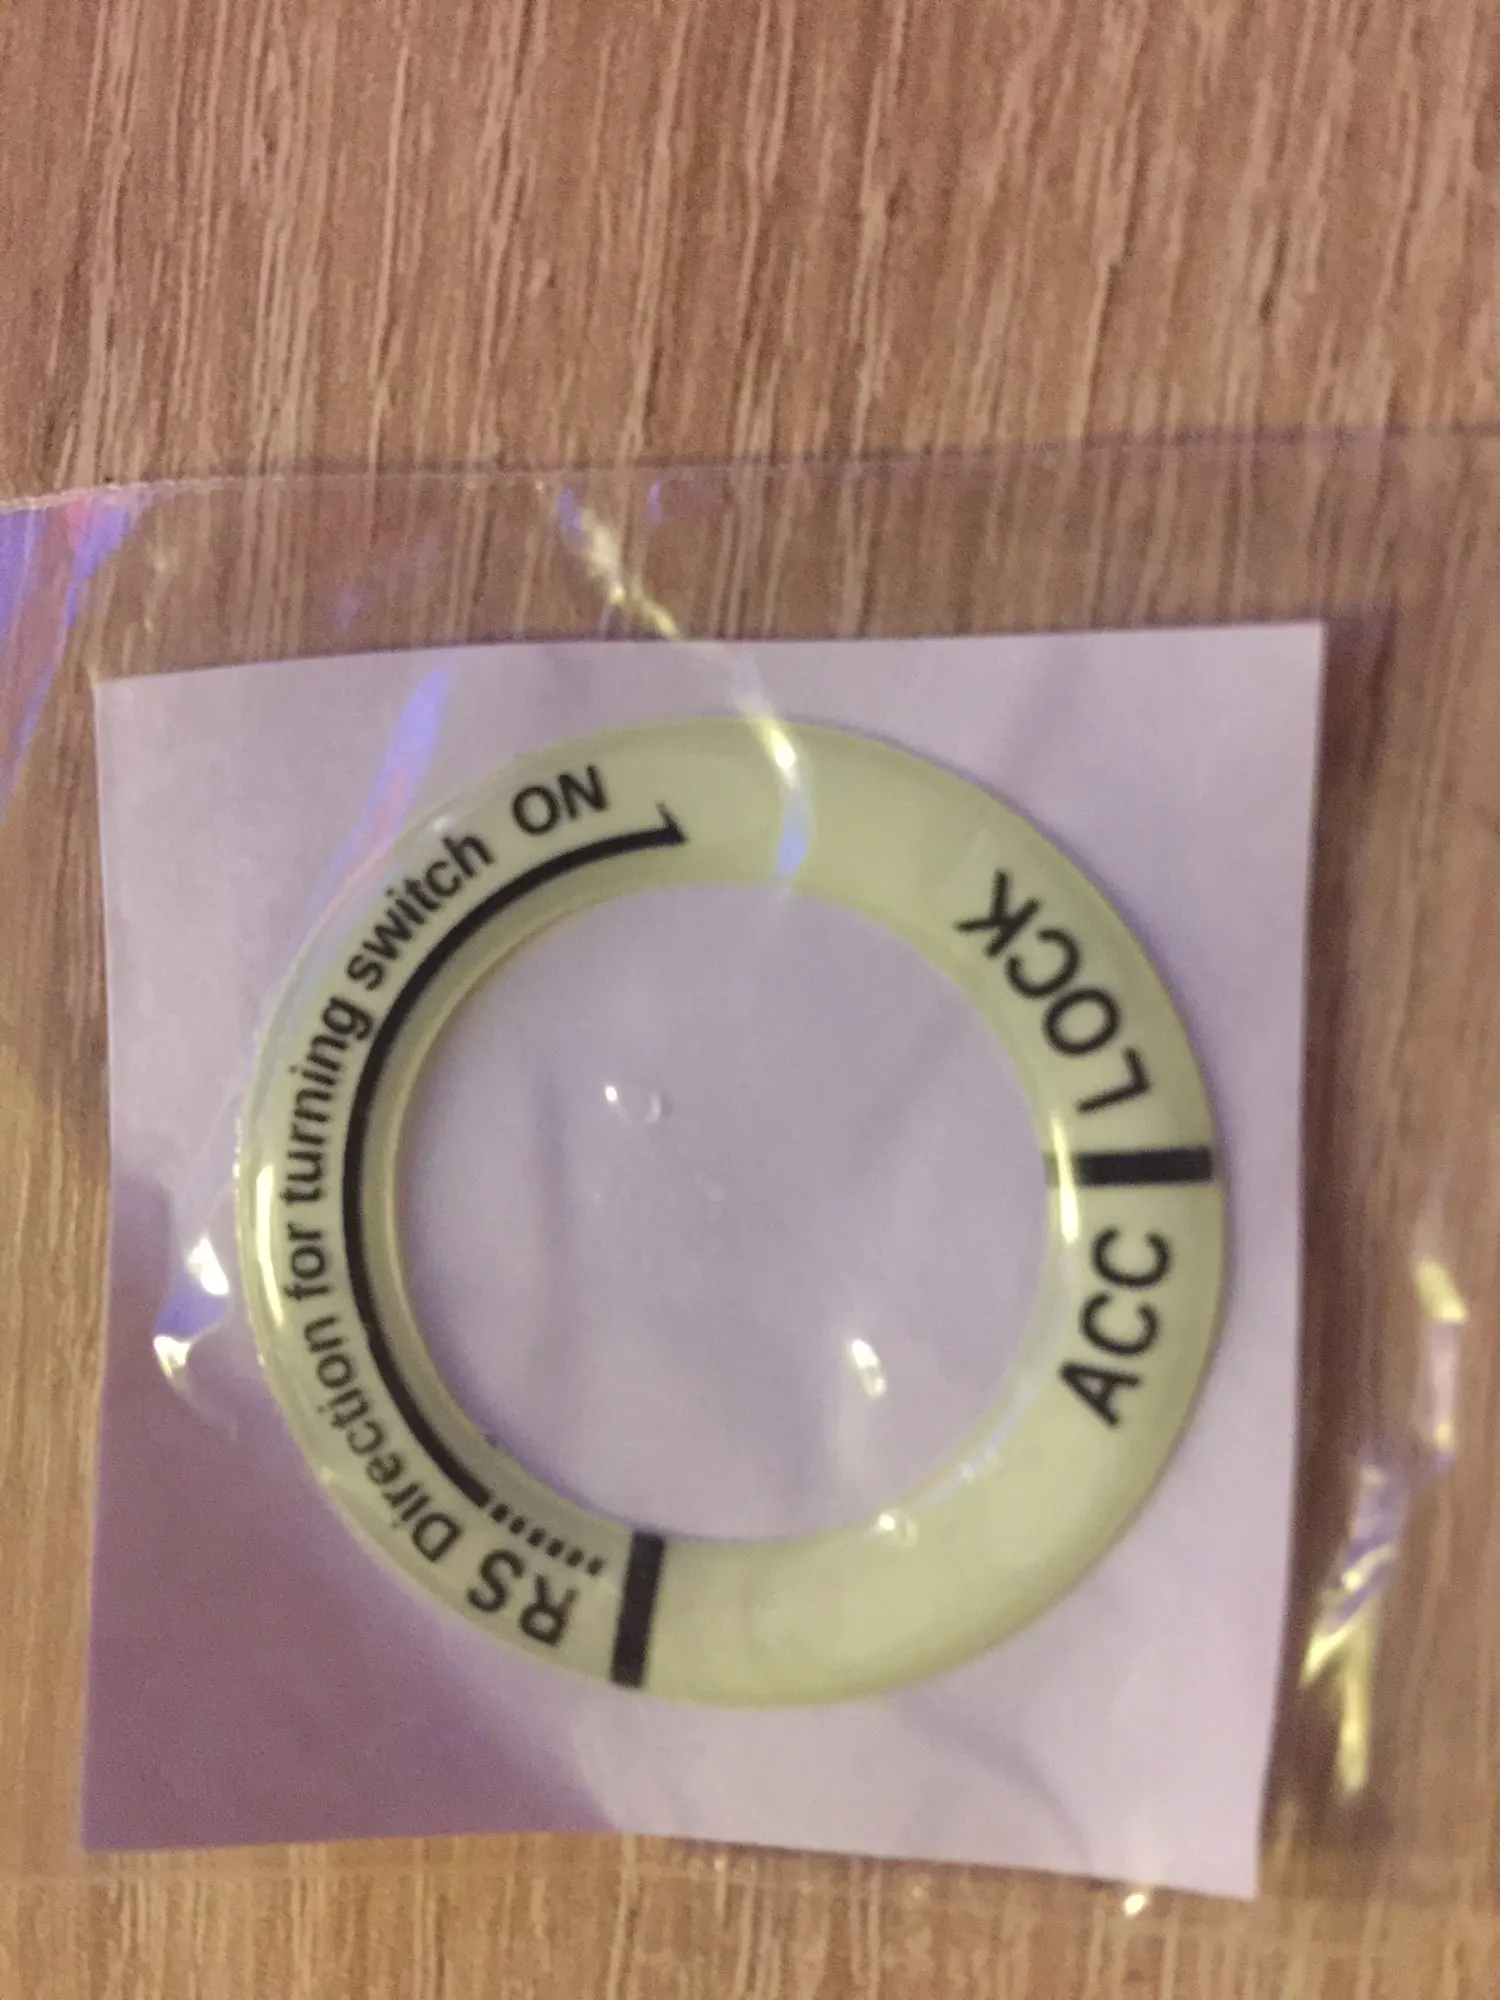 LOCK
ACC
RS Direction for turning switch ON